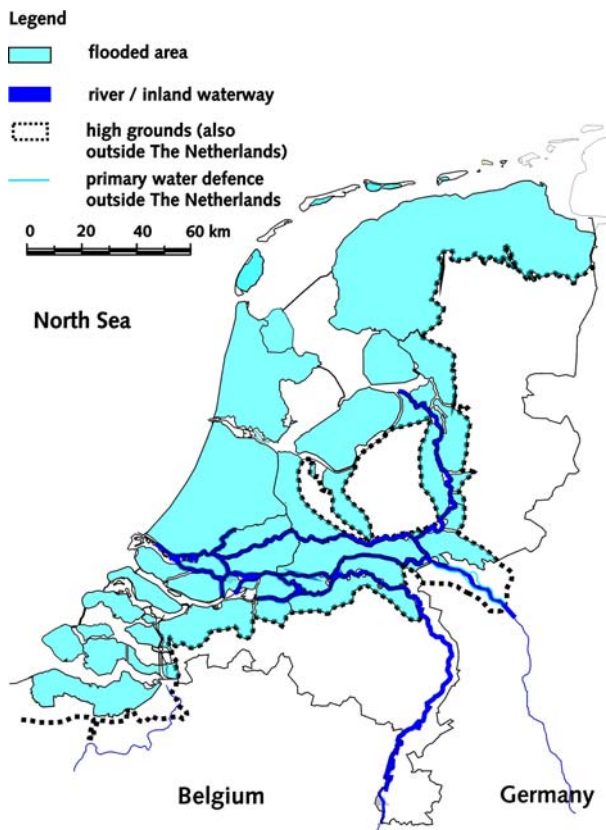 Legend
flooded area
river / inland waterway
high grounds (also
outside The Netherlands)
primary water defence
outside The Netherlands
0 20 40 60 km
North Sea
Belgium
Germany